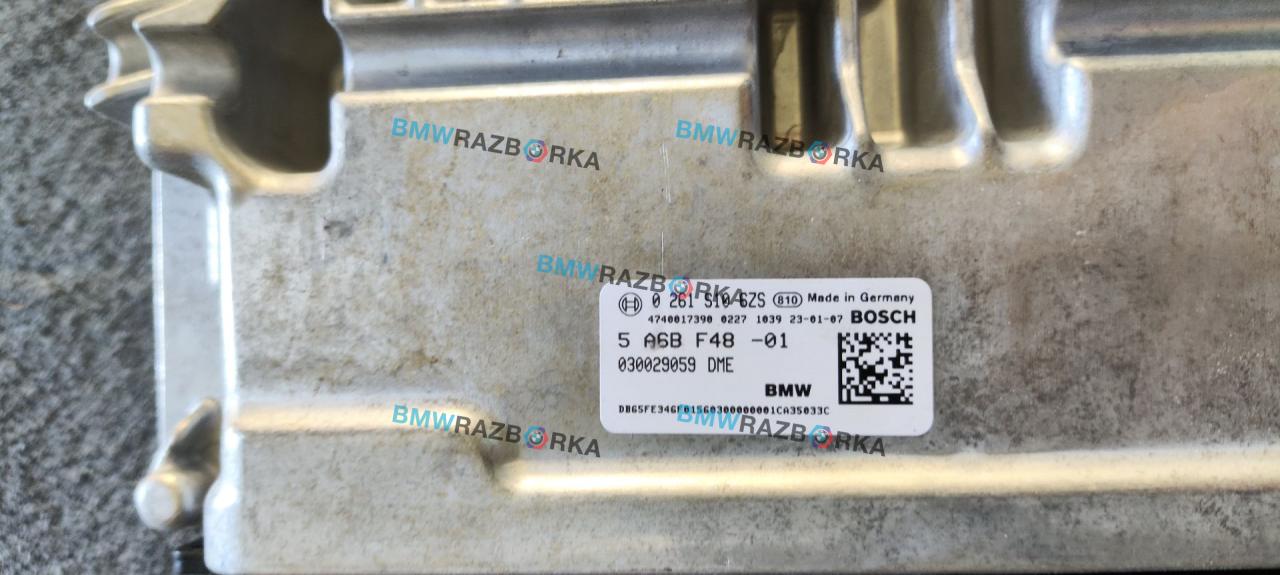 BMWRAZBORKA
BMWRAZBORKA
BMWRAZBORKA
0 261 S10 6ZS 810 Made in Germany
4740017390 0227 1039 23-01-07 BOSCH
5 A6B F48 -01
030029059 DME
BMW
BMWRAZBORKA
BMWRAZBORKA